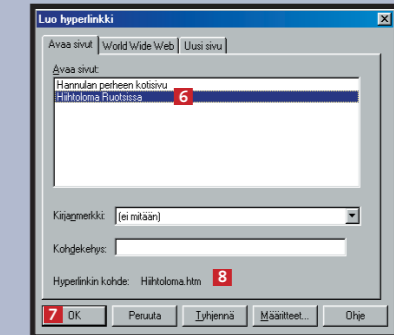 Luo hyperlinkki
Avaa sivut World Wide Web Uusi sivu
Avaa sivut:
Hannulan perheen kotisivu
Hiihtoloma Ruotsissa 6
Kirjanmerkki: (ei mitään)
Kohdekehys:
Hyperlinkin kohde: Hiihtoloma.htm 8
7 OK Peruuta Tyhjennä Määritteet... Ohje